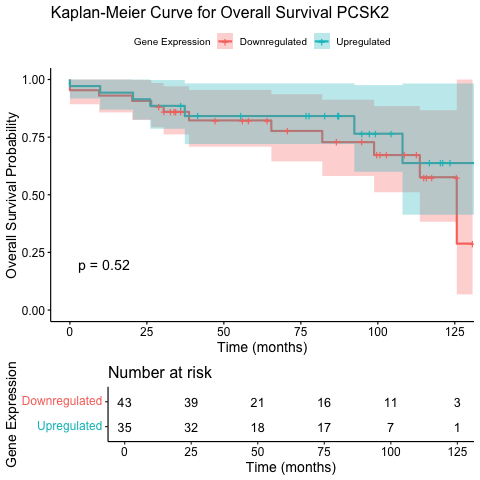 Kaplan-Meier Curve for Overall Survival PCSK2
Gene Expression Downregulated Upregulated
Overall Survival Probability
1.00
0.75
0.50
0.25
0.00
p = 0.52
0 25 50 75 100 125
Time (months)
Number at risk
Gene Expression
Downregulated 43 39 21 16 11 3
Upregulated 35 32 18 17 7 1
0 25 50 75 100 125
Time (months)